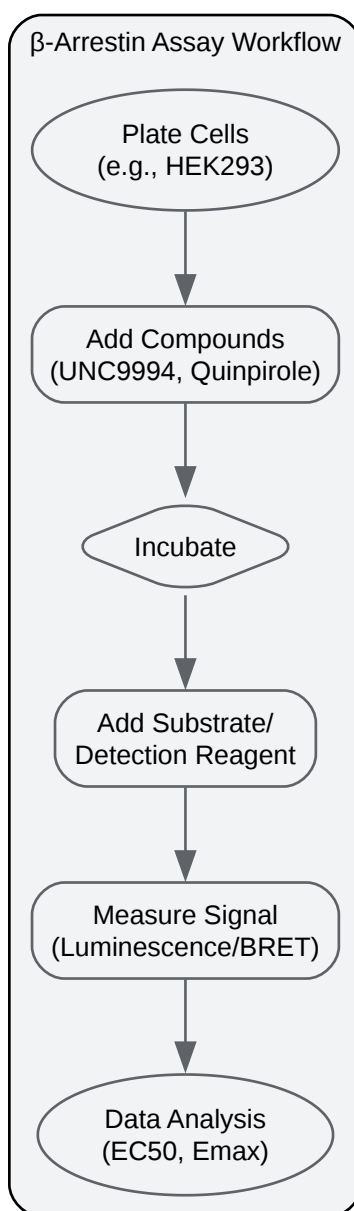 β-Arrestin Assay Workflow
Plate Cells
(e.g., HEK293)
Add Compounds
(UNC9994, Quinpirole)
Incubate
Add Substrate/
Detection Reagent
Measure Signal
(Luminescence/BRET)
Data Analysis
(EC50, Emax)